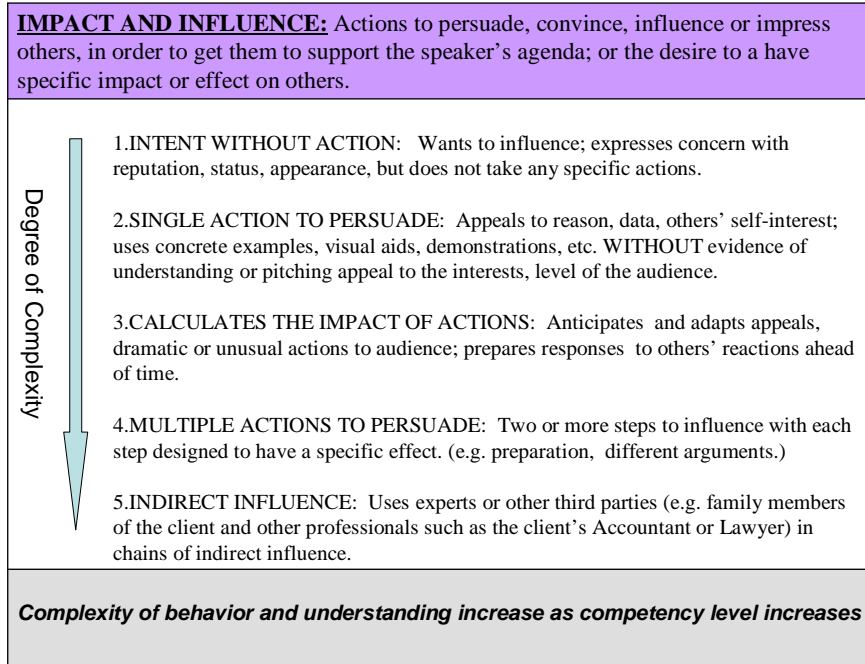 IMPACT AND INFLUENCE: Actions to persuade, convince, influence or impress
others, in order to get them to support the speaker's agenda; or the desire to a have
specific impact or effect on others.
Degree of Complexity
1.INTENT WITHOUT ACTION: Wants to influence; expresses concern with
reputation, status, appearance, but does not take any specific actions.
2.SINGLE ACTION TO PERSUADE: Appeals to reason, data, others' self-interest;
uses concrete examples, visual aids, demonstrations, etc. WITHOUT evidence of
understanding or pitching appeal to the interests, level of the audience.
3.CALCULATES THE IMPACT OF ACTIONS: Anticipates and adapts appeals,
dramatic or unusual actions to audience; prepares responses to others' reactions ahead
of time.
4.MULTIPLE ACTIONS TO PERSUADE: Two or more steps to influence with each
step designed to have a specific effect. (e.g. preparation, different arguments.)
5.INDIRECT INFLUENCE: Uses experts or other third parties (e.g. family members
of the client and other professionals such as the client's Accountant or Lawyer) in
chains of indirect influence.
Complexity of behavior and understanding increase as competency level increases